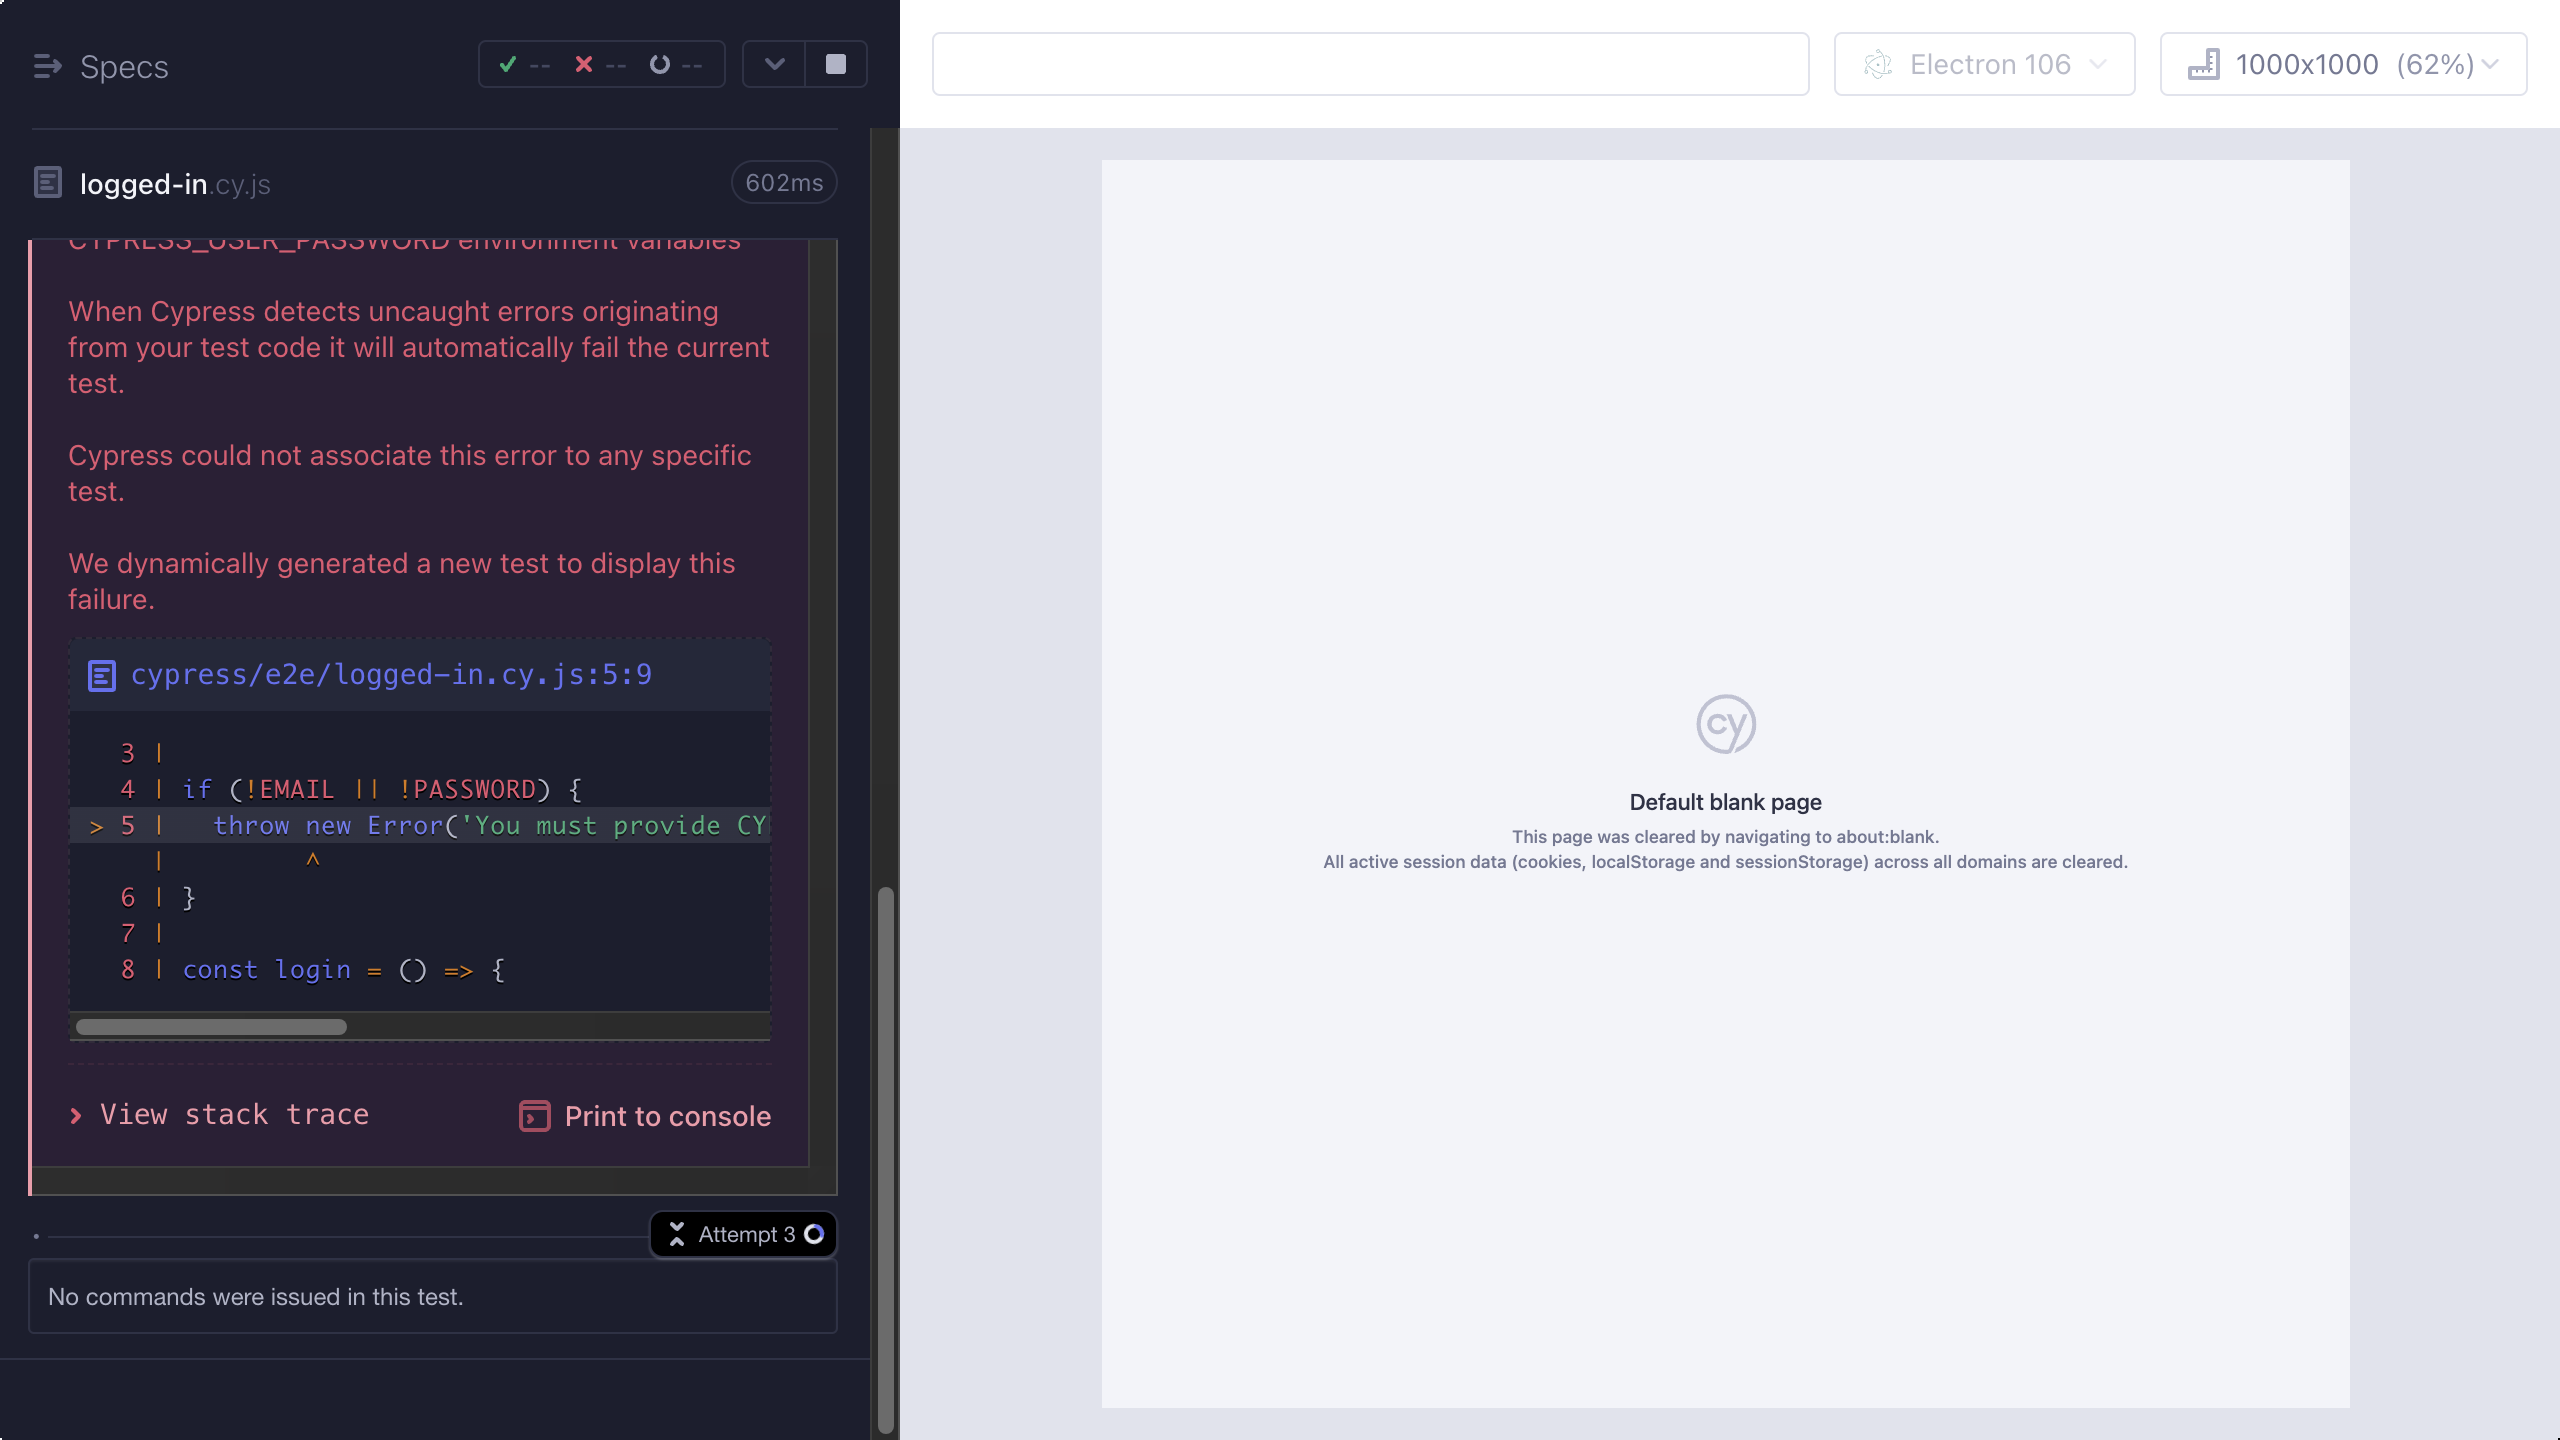 Specs
-- -- --
Electron 106
1000x1000 (62%)
logged-in.cy.js
602ms
CYPRESS_USER_PASSWORD environment variables
When Cypress detects uncaught errors originating
from your test code it will automatically fail the current
test.
Cypress could not associate this error to any specific
test.
We dynamically generated a new test to display this
failure.
cypress/e2e/logged-in.cy.js:5:9
3 |
4 | if (!EMAIL || !PASSWORD) {
> 5 |   throw new Error('You must provide CY
|         ^
6 | }
7 |
8 | const login = () => {
View stack trace
Print to console
Attempt 3
No commands were issued in this test.
cy
Default blank page
This page was cleared by navigating to about:blank.
All active session data (cookies, localStorage and sessionStorage) across all domains are cleared.